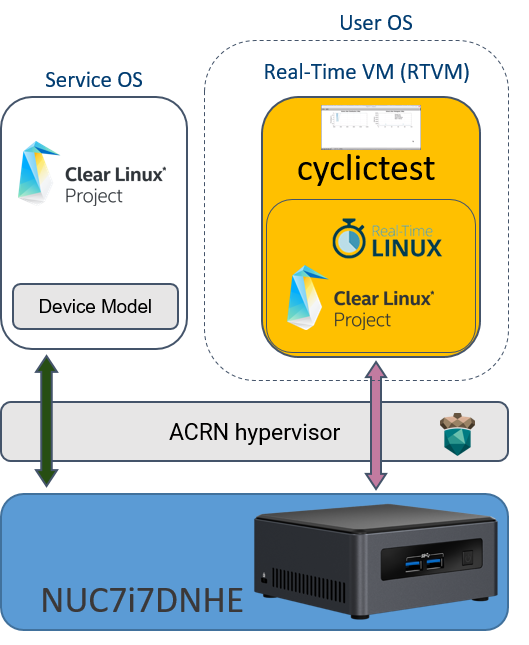 User OS
Service OS
Real-Time VM (RTVM)
cyclictest
Clear Linux*
Project
Real-Time
LINUX
Clear Linux*
Project
Device Model
ACRN hypervisor
NUC7i7DNHE